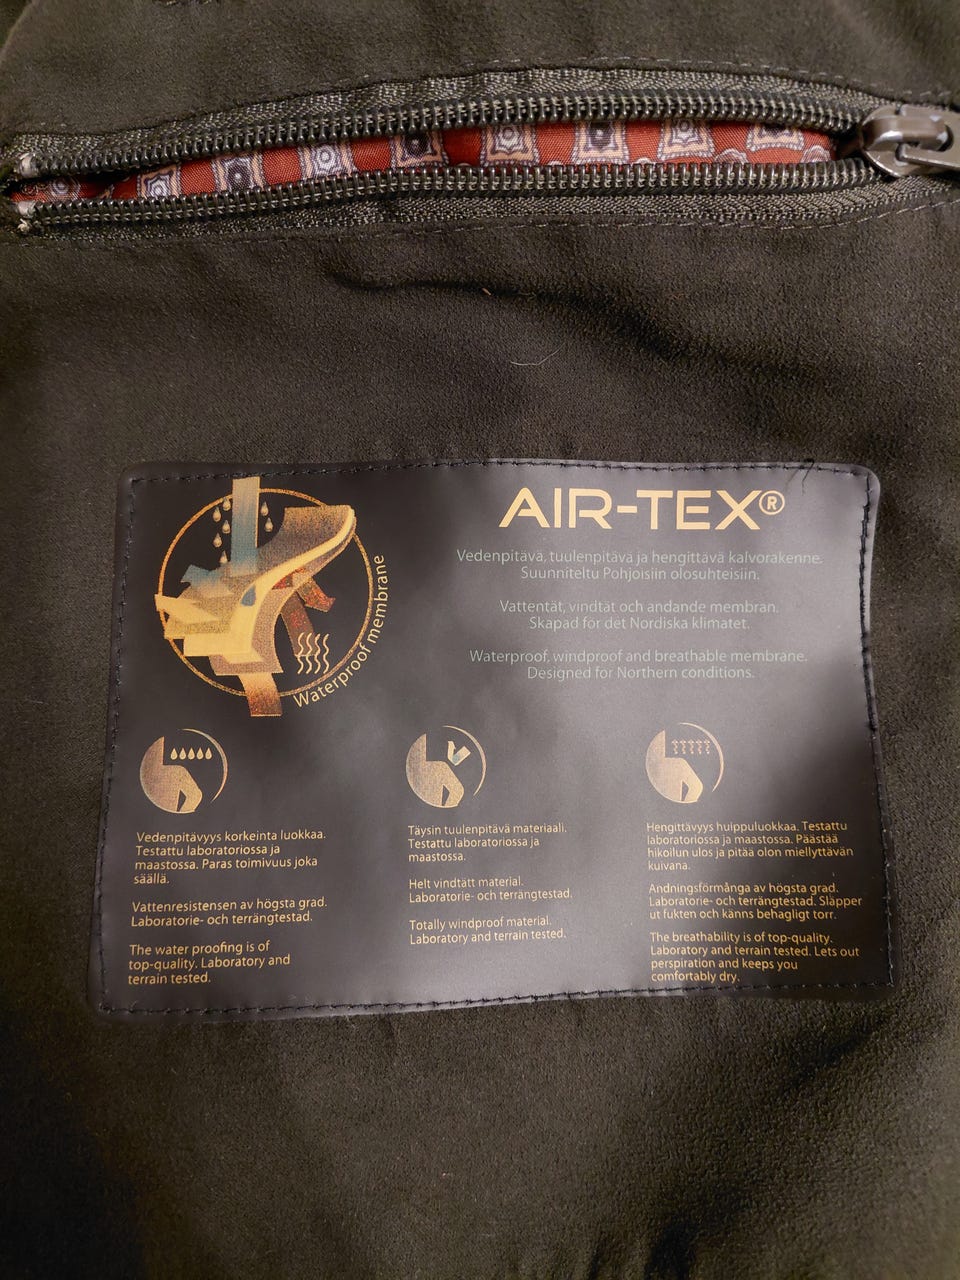 AIR-TEX®
Waterproof membrane
Vedenpitävä, tuulenpitävä ja hengittävä kalvorakenne.
Suunniteltu Pohjoisiin olosuhteisiin.
Vattentät, vindtät och andande membran.
Skapad för det Nordiska klimatet.
Waterproof, windproof and breathable membrane.
Designed for Northern conditions.
Vedenpitävyys korkeinta luokkaa.
Testattu laboratoriossa ja
maastossa. Paras toimivuus joka
säällä.
Vattenresistensen av högsta grad.
Laboratorie- och terrängtestad.
The water proofing is of
top-quality. Laboratory and
terrain tested.
Täysin tuulenpitävä materiaali.
Testattu laboratoriossa ja
maastossa.
Helt vindtätt material.
Laboratorie- och terrängtestad.
Totally windproof material.
Laboratory and terrain tested.
Hengittävyys huippuluokkaa. Testattu
laboratoriossa ja maastossa. Päästää
hikoilun ulos ja pitää olon miellyttävän
kuivana.
Andningsförmånga av högsta grad.
Laboratorie- och terrängtestad. Släpper
ut fukten och känns behagligt torr.
The breathability is of top-quality.
Laboratory and terrain tested. Lets out
perspiration and keeps you
comfortably dry.